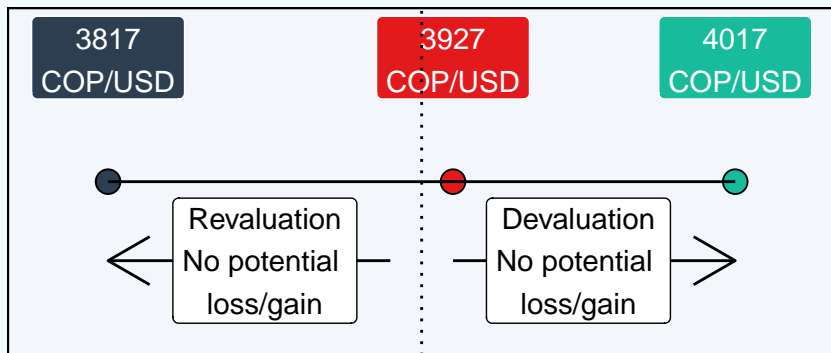 3817
COP/USD
3927
COP/USD
4017
COP/USD
Revaluation
No potential
loss/gain
Devaluation
No potential
loss/gain